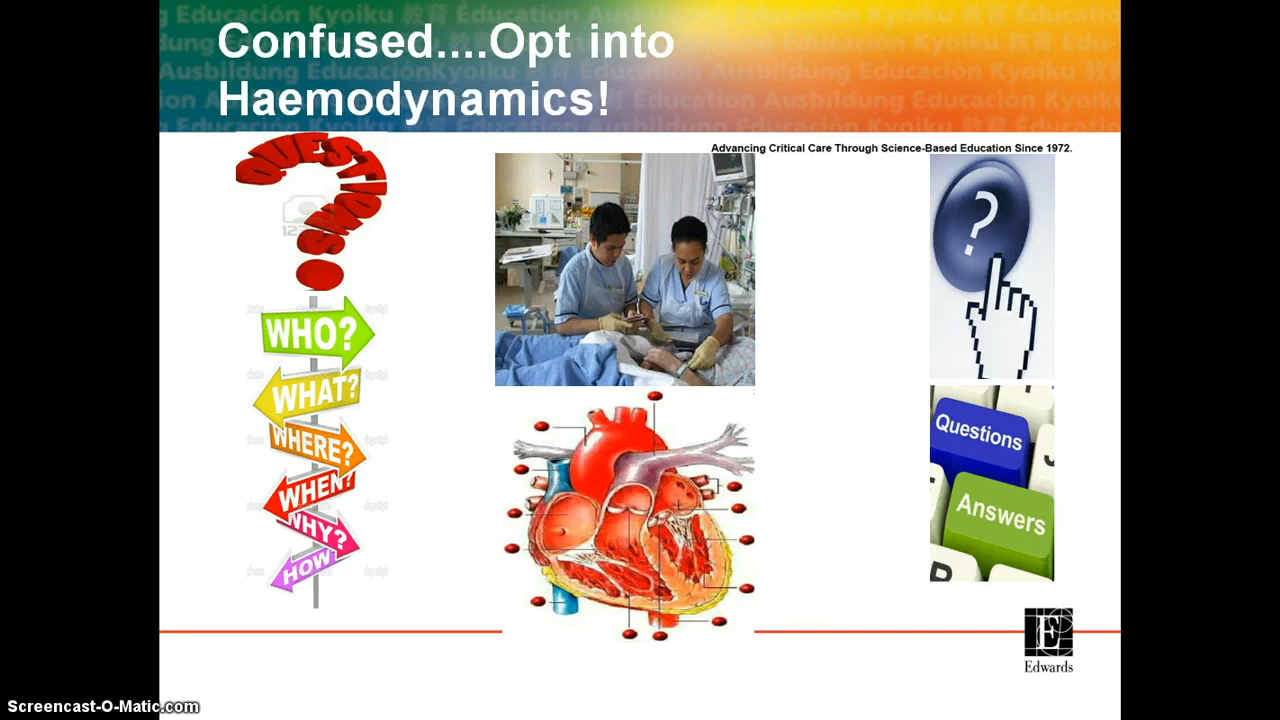 Confused....Opt into
Haemodynamics!
Advancing Critical Care Through Science-Based Education Since 1972.
QUESTIONS
WHO?
WHAT?
WHERE?
WHEN?
WHY?
HOW
?
Questions
Answers
E
Edwards
Screencast-O-Matic.com